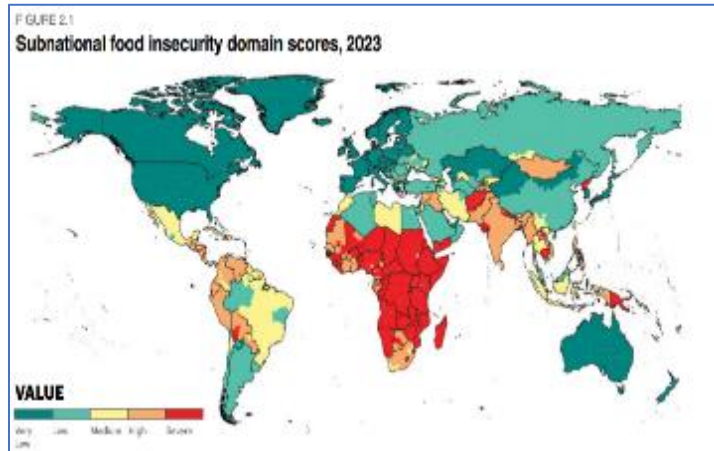 FIGURE 2.1
Subnational food insecurity domain scores, 2023
VALUE
Very Low Low Medium High Severe